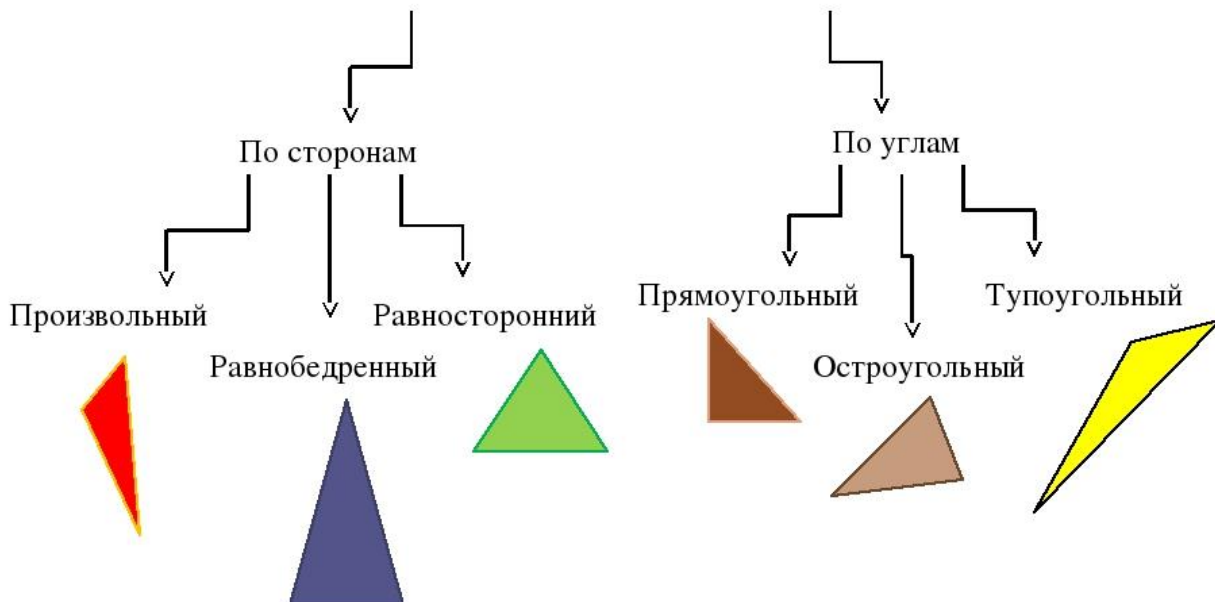 По сторонам
По углам
Произвольный
Равнобедренный
Равносторонний
Прямоугольный
Остроугольный
Тупоугольный